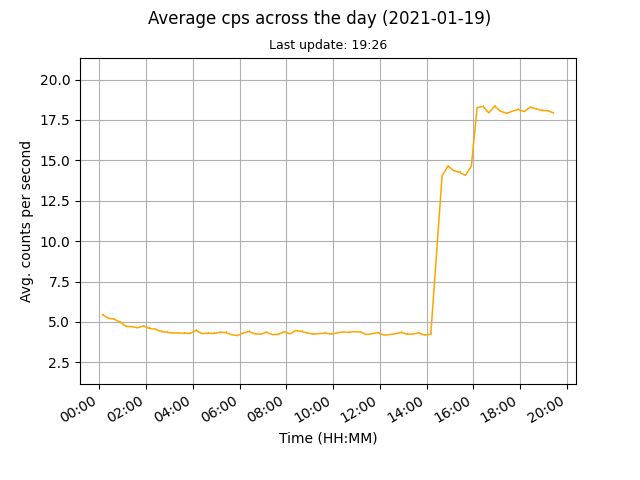 Average cps across the day (2021-01-19)
Last update: 19:26
20.0
17.5
15.0
12.5
10.0
7.5
5.0
2.5
Avg. counts per second
00:00 02:00 04:00 06:00 08:00 10:00 12:00 14:00 16:00 18:00 20:00
Time (HH:MM)